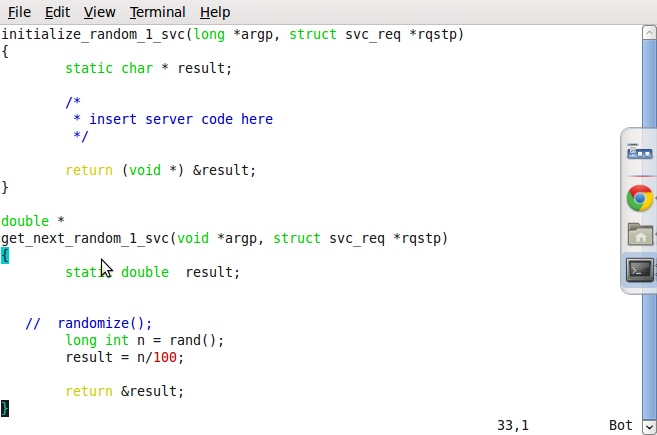 File Edit View Terminal Help
initialize_random_1_svc(long *argp, struct svc_req *rqstp)
{
        static char * result;

        /*
         * insert server code here
         */

        return (void *) &result;
}

double *
get_next_random_1_svc(void *argp, struct svc_req *rqstp)
{
        static double  result;


   //  randomize();
        long int n = rand();
        result = n/100;

        return &result;
}
33,1 Bot